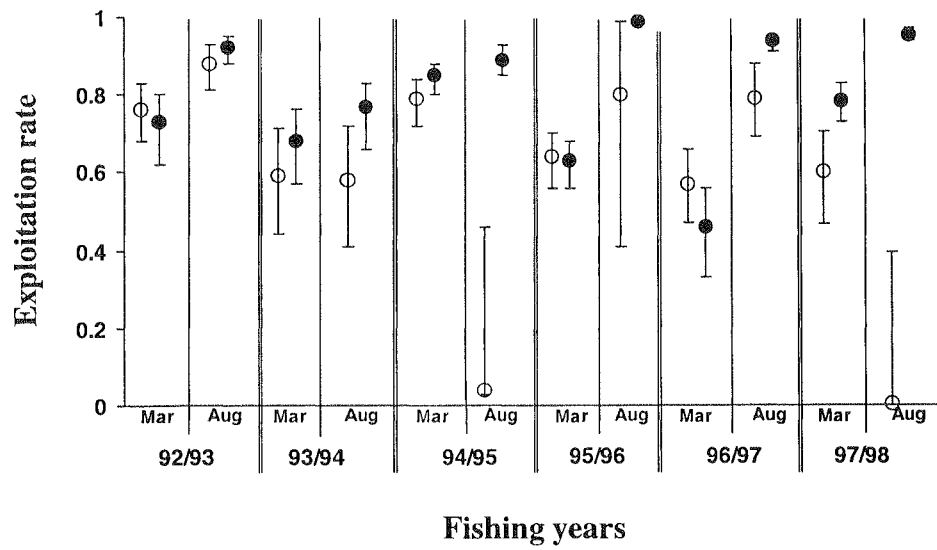 Exploitation rate
1
0.8
0.6
0.4
0.2
0
Mar Aug Mar Aug Mar Aug Mar Aug Mar Aug Mar Aug
92/93 93/94 94/95 95/96 96/97 97/98
Fishing years